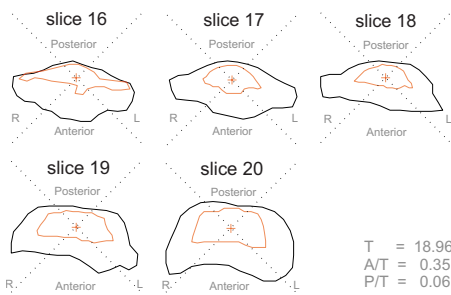 slice 16 slice 17 slice 18
Posterior Posterior Posterior
R Anterior L R Anterior L R Anterior L
slice 19 slice 20
Posterior Posterior
R Anterior L R Anterior L
T = 18.96
A/T = 0.35
P/T = 0.06